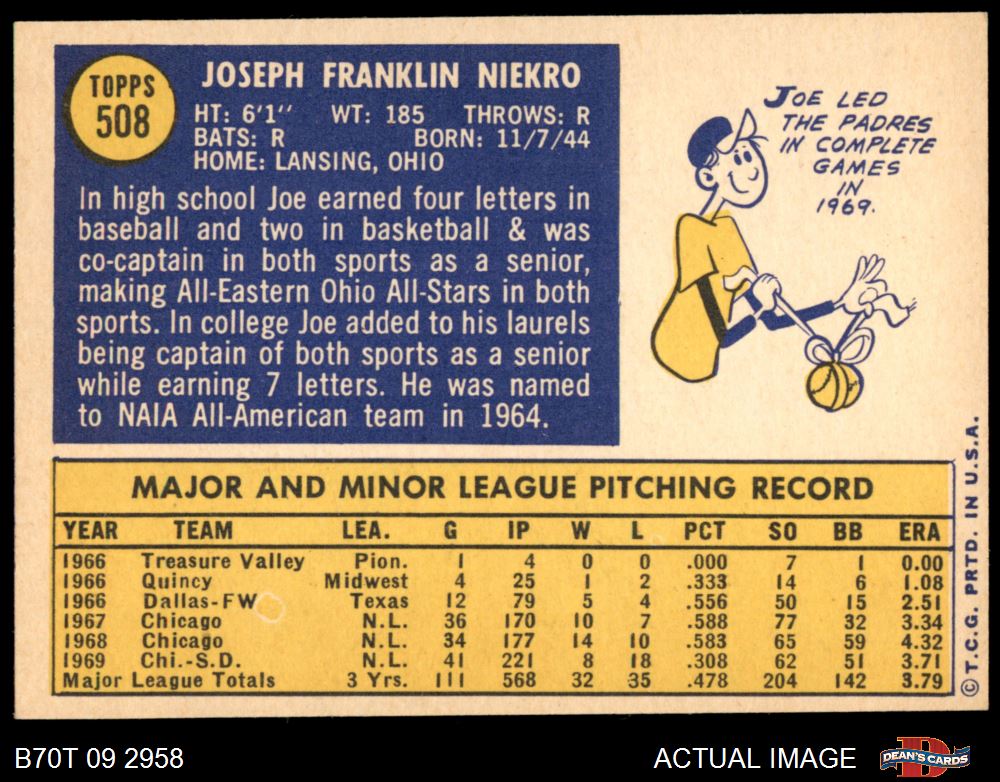 TOPPS
508
JOSEPH FRANKLIN NIEKRO
HT: 6'1" WT: 185 THROWS: R
BATS: R BORN: 11/7/44
HOME: LANSING, OHIO
In high school Joe earned four letters in
baseball and two in basketball & was
co-captain in both sports as a senior,
making All-Eastern Ohio All-Stars in both
sports. In college Joe added to his laurels
being captain of both sports as a senior
while earning 7 letters. He was named
to NAIA All-American team in 1964.
JOE LED
THE PADRES
IN COMPLETE
GAMES
IN
1969.
MAJOR AND MINOR LEAGUE PITCHING RECORD
YEAR TEAM LEA. G IP W L PCT SO BB ERA
1966 Treasure Valley Pion. 1 4 0 0 .000 7 1 0.00
1966 Quincy Midwest 4 25 1 2 .333 14 6 1.08
1966 Dallas-FW Texas 12 79 5 4 .556 50 15 2.51
1967 Chicago N.L. 36 170 10 7 .588 77 32 3.34
1968 Chicago N.L. 34 177 14 10 .583 65 59 4.32
1969 Chi.-S.D. N.L. 41 221 8 18 .308 62 51 3.71
Major League Totals 3 Yrs. 111 568 32 35 .478 204 142 3.79
© T.C.G. PRTD. IN U.S.A.
B70T 09 2958 ACTUAL IMAGE
DEAN'S CARDS